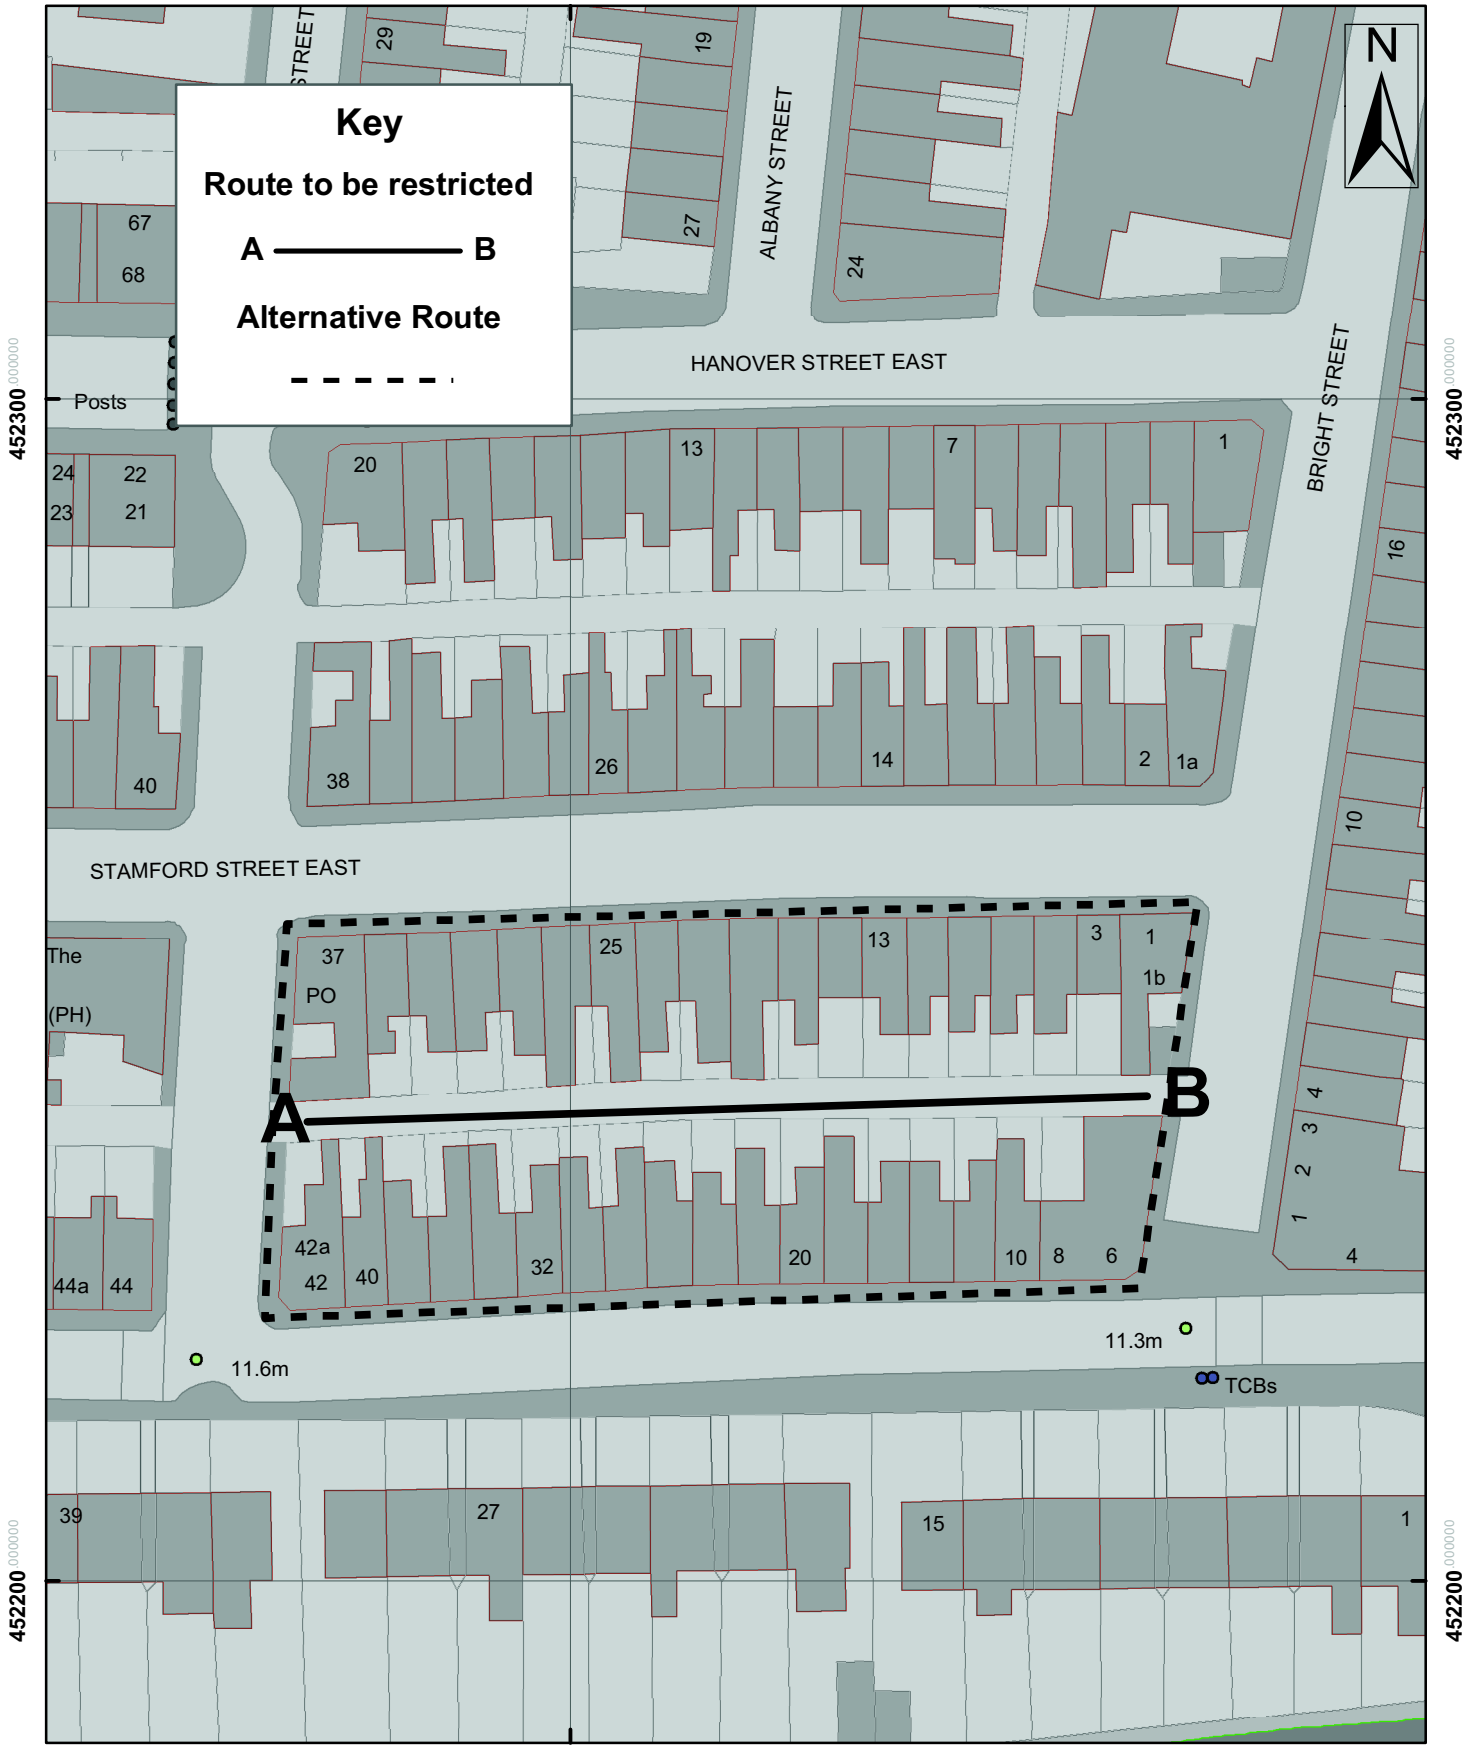 STREET
29
19
N
Key
Route to be restricted
A B
Alternative Route
67
68
27
ALBANY STREET
24
HANOVER STREET EAST
BRIGHT STREET
452300.000000
452300.000000
Posts
24
22
23
21
20
13
7
1
16
40
38
26
14
2
1a
10
STAMFORD STREET EAST
The
(PH)
37
PO
25
13
3
1
1b
A
B
4
3
2
1
4
42a
42
40
32
20
10
8
6
44a
44
11.6m
11.3m
TCBs
39
27
15
1
452200.000000
452200.000000